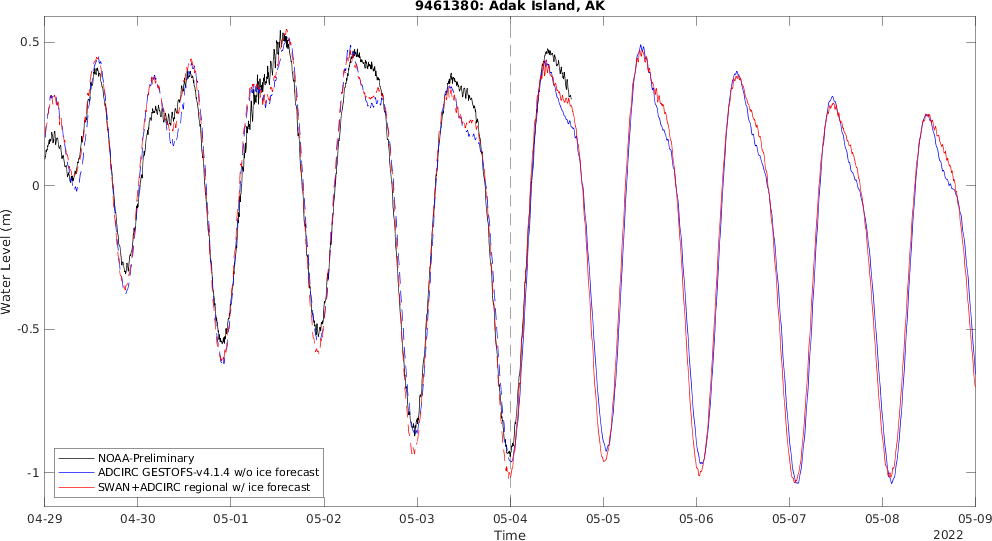 9461380: Adak Island, AK
Water Level (m)
0.5
0
-0.5
-1
NOAA-Preliminary
ADCIRC GESTOFS-v4.1.4 w/o ice forecast
SWAN+ADCIRC regional w/ ice forecast
04-29 04-30 05-01 05-02 05-03 05-04 05-05 05-06 05-07 05-08 05-09
Time
2022